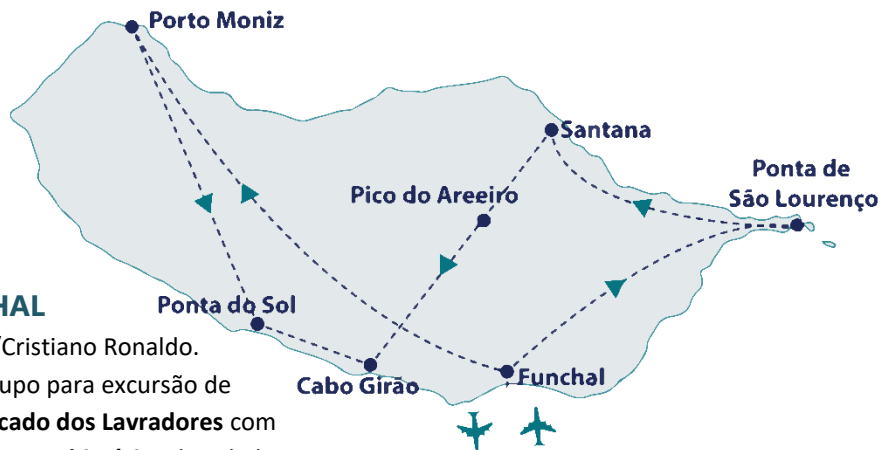 Porto Moniz
Santana
Ponta de
São Lourenço
Pico do Areeiro
Ponta do Sol
Cabo Girão
Funchal
HAL
/Cristiano Ronaldo.
upo para excursão de
cado dos Lavradores com